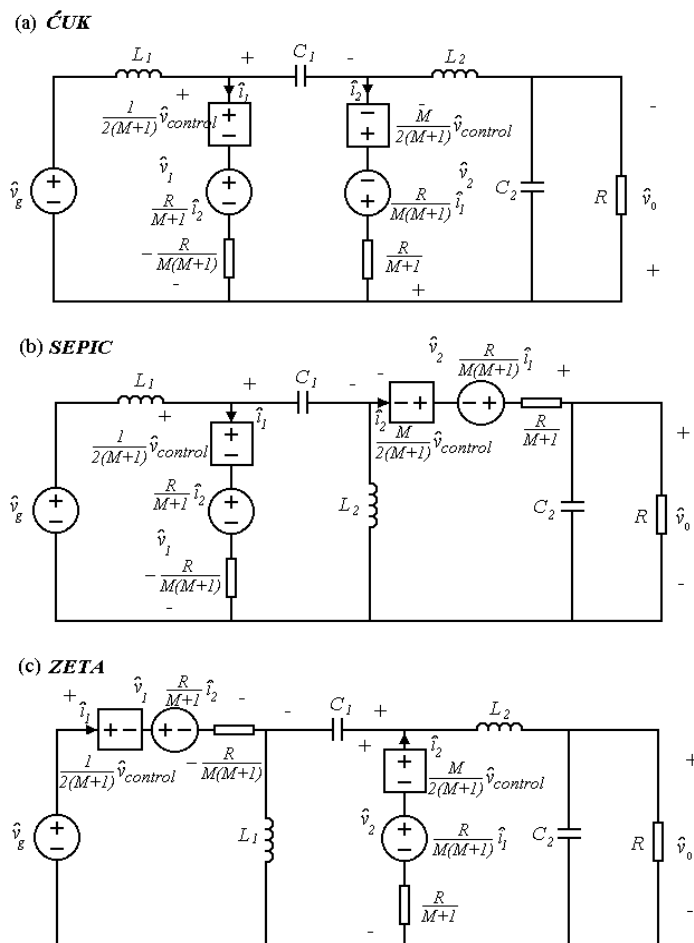 (a) ĆUK
L1
C1
L2
+
-
+
î1
î2
-
1/2(M+1) v̂control
M̄/2(M+1) v̂control
v̂1
v̂2
v̂g
R/M+1 î2
R/M(M+1) î1
C2
R
v̂0
-R/M(M+1)
R/M+1
-
+
+
(b) SEPIC
v̂2
R/M(M+1) î1
L1
C1
+
-
-
+
+
î1
î2
R/M+1
1/2(M+1) v̂control
M/2(M+1) v̂control
+
v̂g
R/M+1 î2
L2
C2
R
v̂0
v̂1
-R/M(M+1)
-
-
(c) ZETA
+
v̂1
R/M+1 î2
-
-
C1
+
L2
î1
+
î2
1/2(M+1) v̂control
-R/M(M+1)
M/2(M+1) v̂control
+
v̂g
L1
v̂2
R/M(M+1) î1
C2
R
v̂0
R/M+1
-
-